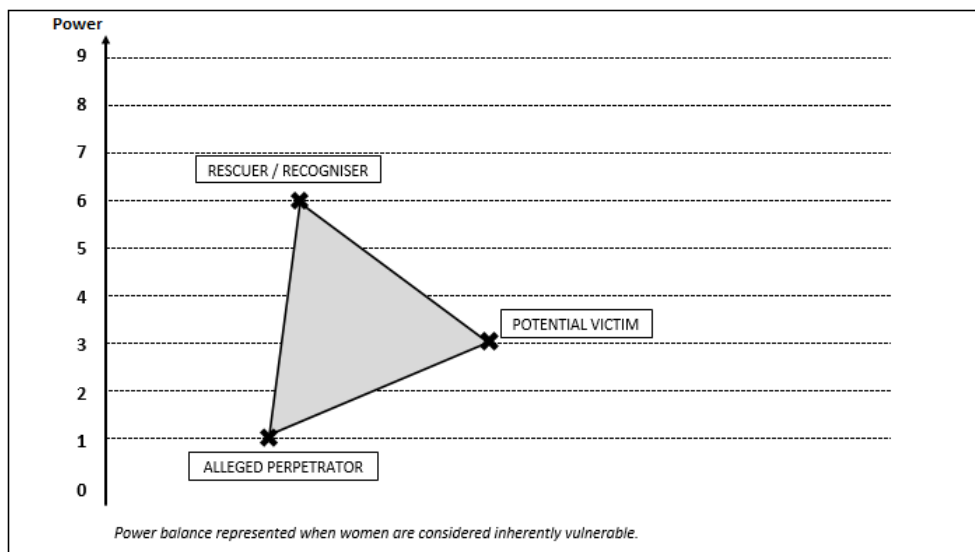 Power
9
8
7
RESCUER / RECOGNISER
6
5
4
POTENTIAL VICTIM
3
2
1
ALLEGED PERPETRATOR
0
Power balance represented when women are considered inherently vulnerable.